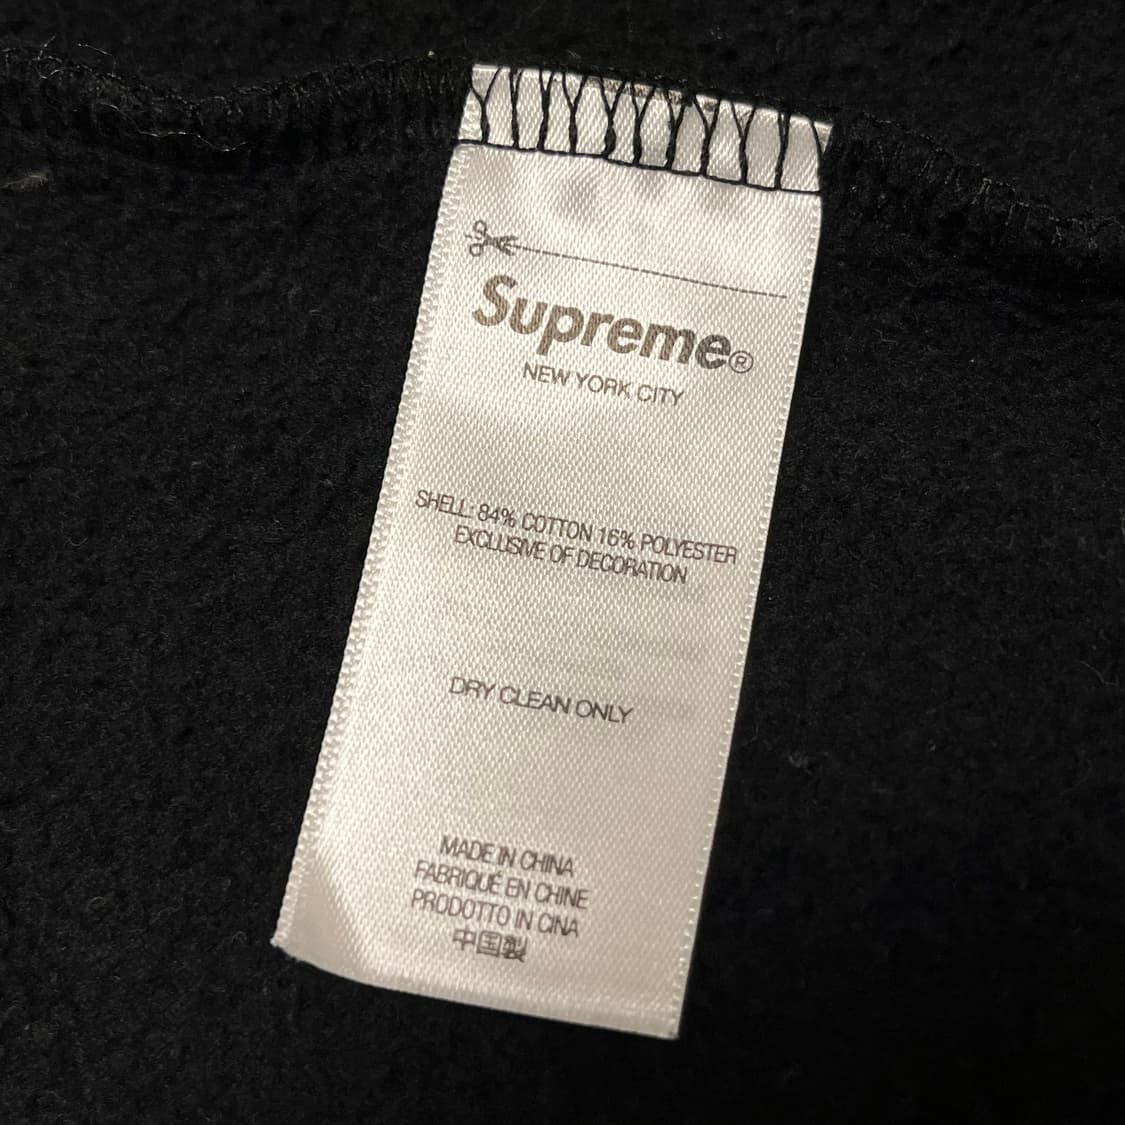 Supreme®
NEW YORK CITY
SHELL: 84% COTTON 16% POLYESTER
EXCLUSIVE OF DECORATION
DRY CLEAN ONLY
MADE IN CHINA
FABRIQUÉ EN CHINE
PRODOTTO IN CINA
中国製